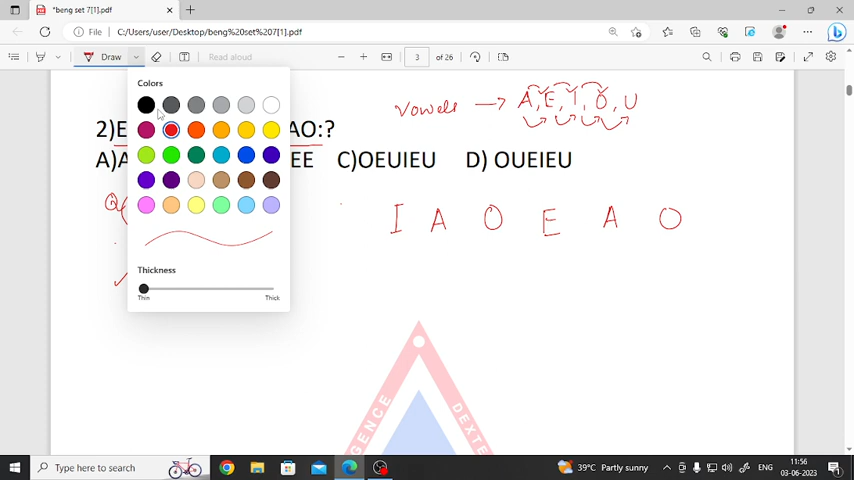 *beng set 7[1].pdf
File C:/Users/user/Desktop/beng%20set%207[1].pdf
Draw Read aloud 3 of 26
Colors
Vowels → A, E, I, O, U
2)E AO:?
A)A EE C)OEUIEU D) OUEIEU
I A O E A O
Thickness
Thin Thick
GENCE DEXTE
Type here to search 39°C Partly sunny ENG 11:56
03-06-2023